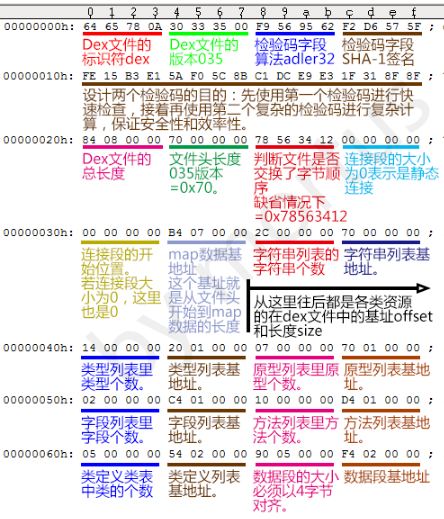 0 1 2 3 4 5 6 7 8 9 a b c d e f
00000000h: 64 65 78 0A 30 33 35 00 F9 56 95 62 F2 D6 57 5F ;
Dex文件的 Dex文件的 检验码字段 检验码字段
标识符dex 版本035 算法adler32 SHA-1签名
00000010h: FE 15 B3 E1 5A F0 5C 8B C1 DC E9 E3 1F 31 8F 8F ;
设计两个检验码的目的：先使用第一个检验码进行快
速检查，接着再使用第二个复杂的检验码进行复杂计
算，保证安全性和效率性。
00000020h: 84 08 00 00 70 00 00 00 78 56 34 12 00 00 00 00 ;
Dex文件的 文件头长度 判断文件是否 连接段的大小
总长度 035版本 交换了字节顺 为0表示是静态
=0x70。 序 连接
缺省情况下
=0x78563412
00000030h: 00 00 00 00 B4 07 00 00 2C 00 00 00 70 00 00 00 ;
连接段的开 map数据基 字符串列表的 字符串列表基
始位置。 地址 字符串个数 地址。
若连接段大 这个基址就
小为0，这里 是从文件头 从这里往后都是各类资源
也是0 开始到map 的在dex文件中的基址offset
数据的长度 和长度size
00000040h: 14 00 00 00 20 01 00 00 07 00 00 00 70 01 00 00 ;
类型列表里 类型列表基 原型列表里原 原型列表基地
类型个数。 地址。 型个数。 址。
00000050h: 02 00 00 00 C4 01 00 00 10 00 00 00 D4 01 00 00 ;
字段列表里 字段列表基 方法列表里方 方法列表基地
字段个数。 地址。 法个数。 址。
00000060h: 05 00 00 00 54 02 00 00 90 05 00 00 F4 02 00 00 ;
类定义类表 类定义列表 数据段的大小 数据段基地址
中类的个数 基地址。 必须以4字节
对齐。